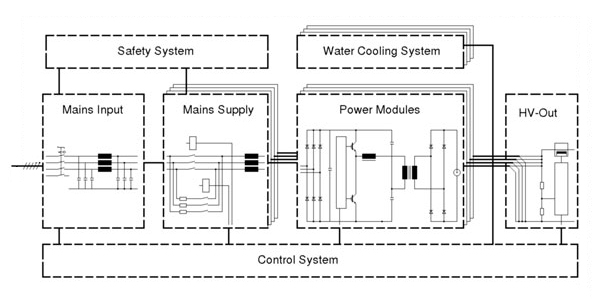 Safety System
Water Cooling System
Mains Input
Mains Supply
Power Modules
HV-Out
Control System